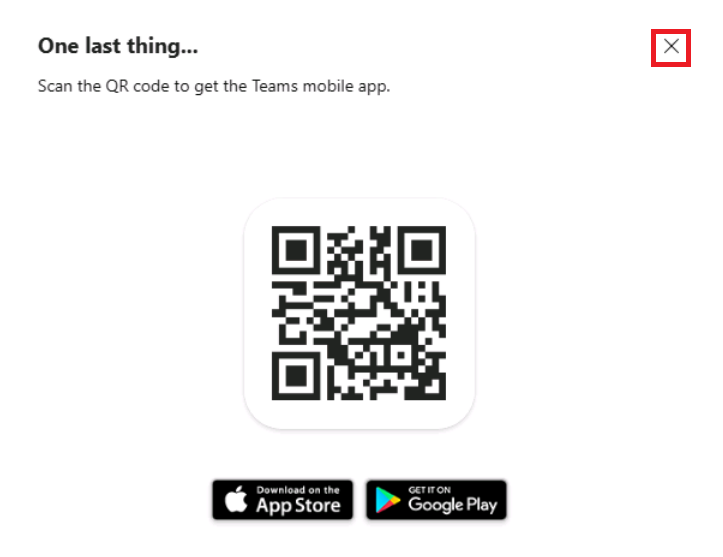 One last thing...
Scan the QR code to get the Teams mobile app.
Download on the
App Store
GET IT ON
Google Play